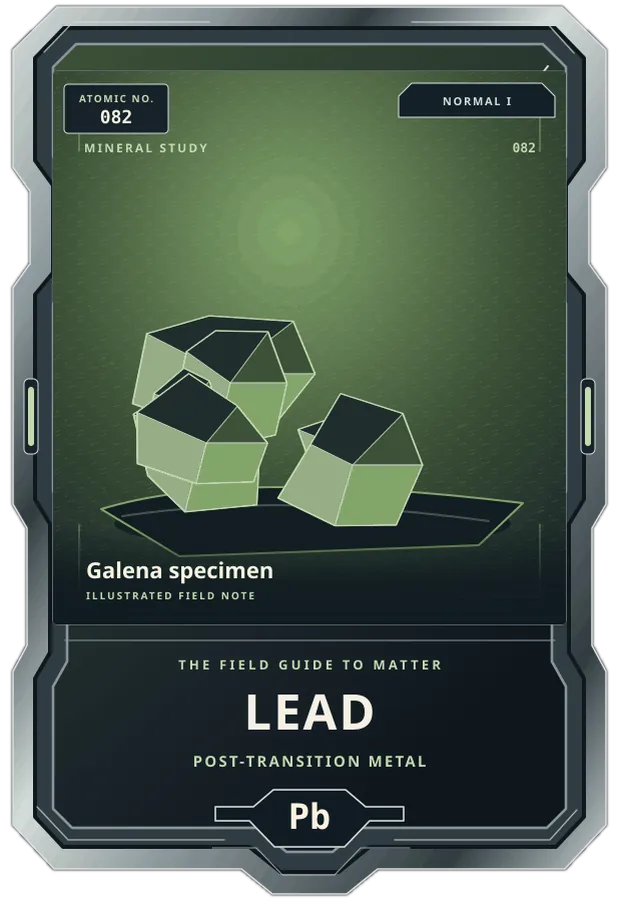 ATOMIC NO.
082
NORMAL I
MINERAL STUDY
082
Galena specimen
ILLUSTRATED FIELD NOTE
THE FIELD GUIDE TO MATTER
LEAD
POST-TRANSITION METAL
Pb